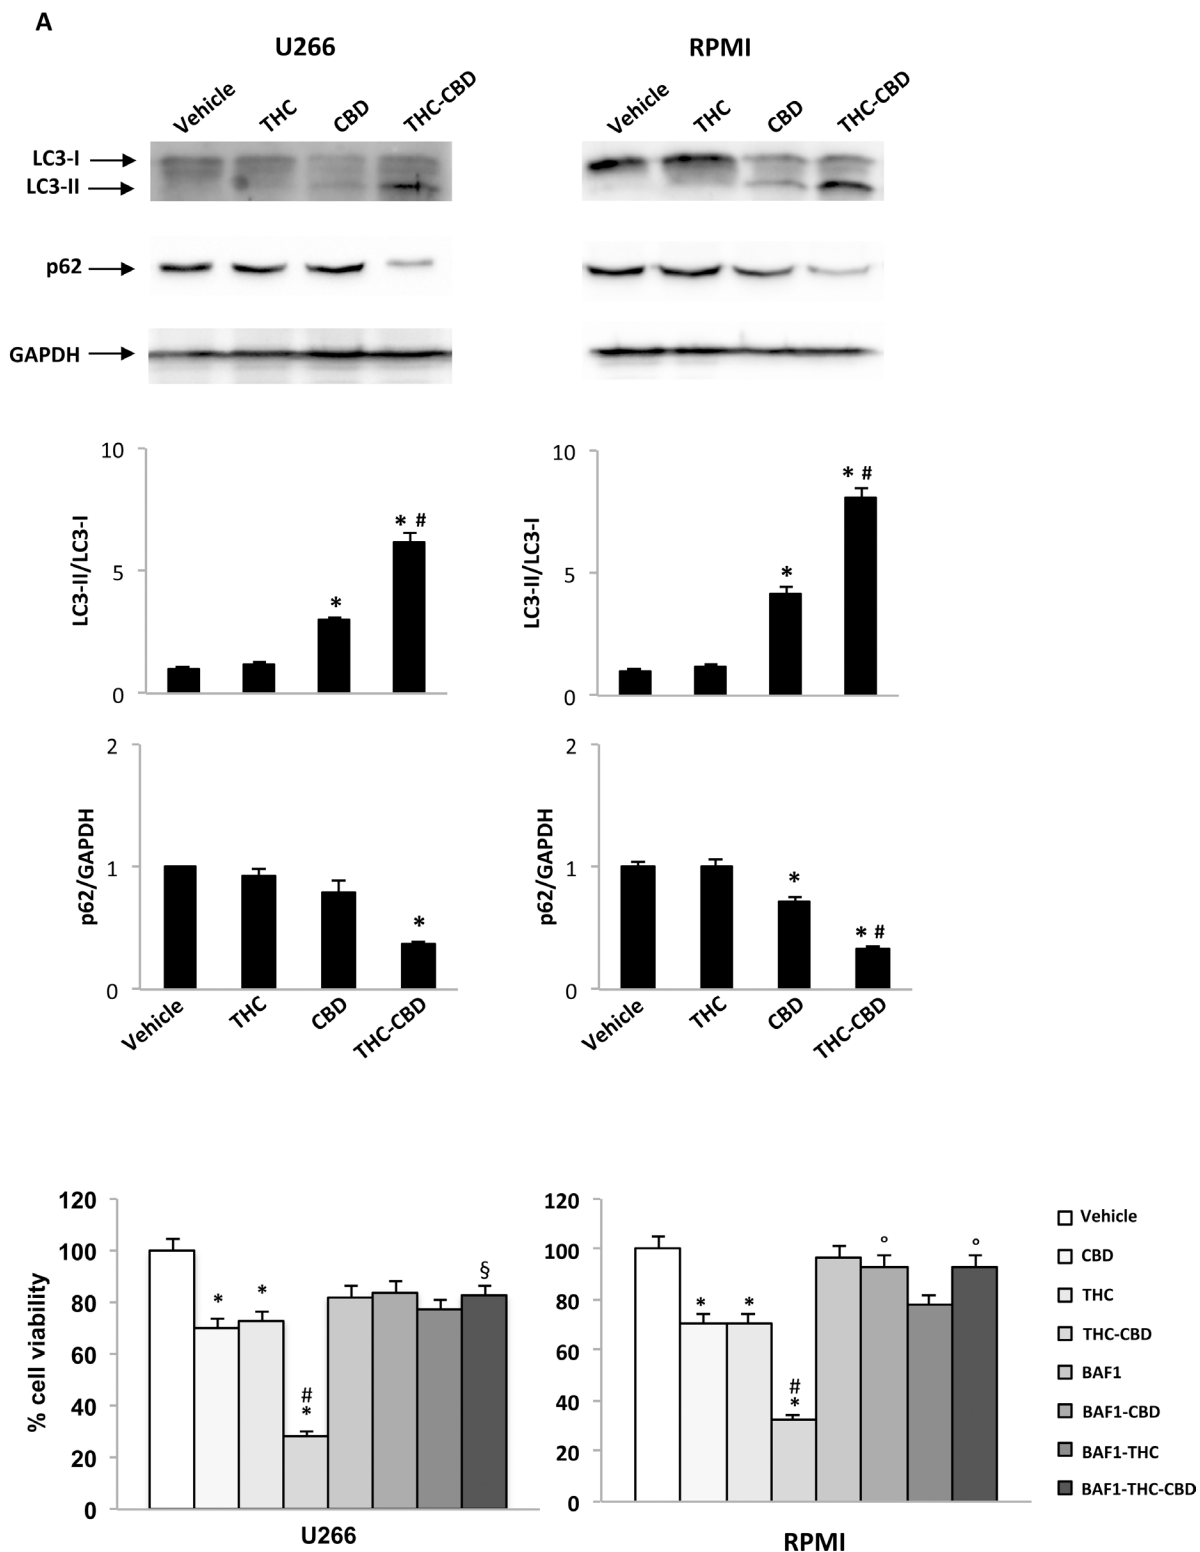 A
U266
RPMI
Vehicle THC CBD THC-CBD
Vehicle THC CBD THC-CBD
LC3-I
LC3-II
p62
GAPDH
10
5
0
LC3-II/LC3-I
*
* #
10
5
0
LC3-II/LC3-I
*
* #
2
1
0
p62/GAPDH
*
Vehicle THC CBD THC-CBD
2
1
0
p62/GAPDH
*
* #
Vehicle THC CBD THC-CBD
120
100
80
60
40
20
0
% cell viability
*
*
#
*
§
U266
120
100
80
60
40
20
0
*
*
#
*
°
°
RPMI
Vehicle
CBD
THC
THC-CBD
BAF1
BAF1-CBD
BAF1-THC
BAF1-THC-CBD